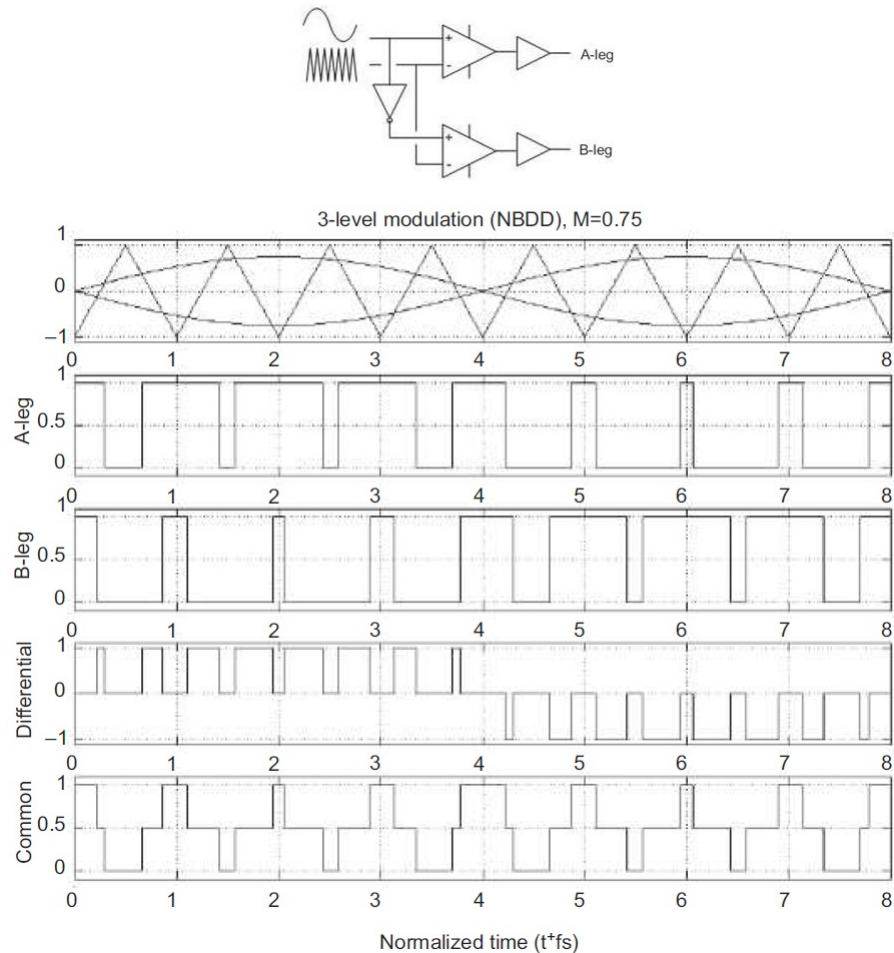 +
-
A-leg
+
-
B-leg
3-level modulation (NBDD), M=0.75
1
0
–1
0 1 2 3 4 5 6 7 8
A-leg
1
0.5
0
0 1 2 3 4 5 6 7 8
B-leg
1
0.5
0
0 1 2 3 4 5 6 7 8
Differential
1
0
–1
0 1 2 3 4 5 6 7 8
Common
1
0.5
0
0 1 2 3 4 5 6 7 8
Normalized time (t+fs)